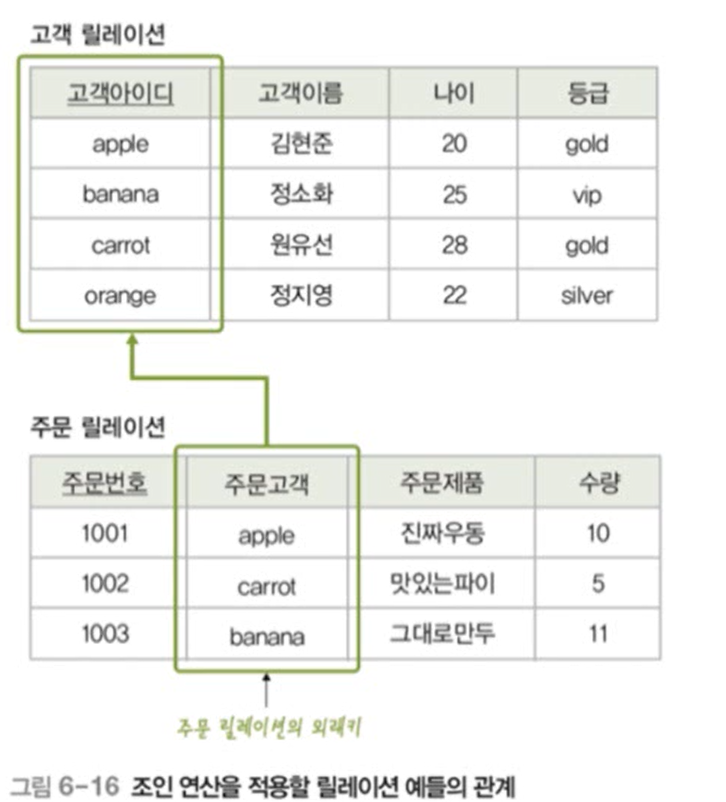 고객 릴레이션
고객아이디 고객이름 나이 등급
apple 김현준 20 gold
banana 정소화 25 vip
carrot 원유선 28 gold
orange 정지영 22 silver
주문 릴레이션
주문번호 주문고객 주문제품 수량
1001 apple 진짜우동 10
1002 carrot 맛있는파이 5
1003 banana 그대로만두 11
주문 릴레이션의 외래키
그림 6-16 조인 연산을 적용할 릴레이션 예들의 관계